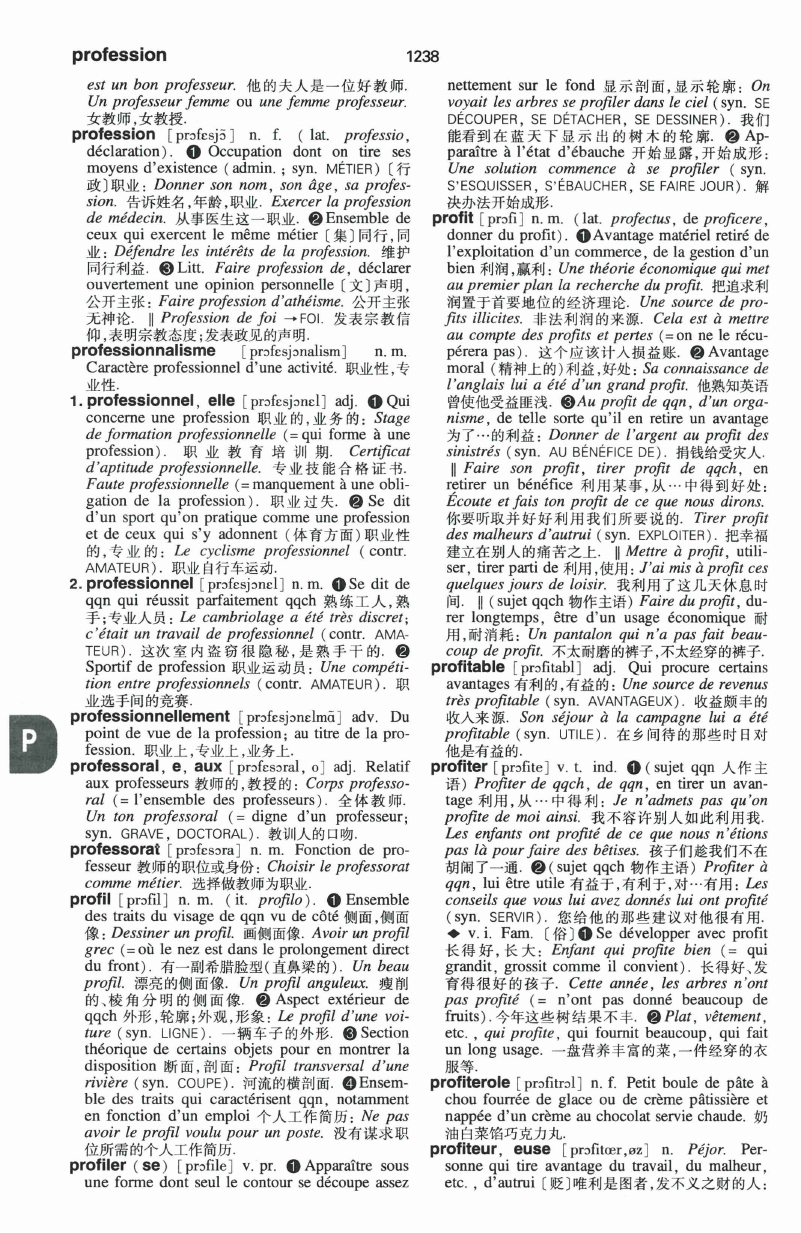 profession
1238
est un bon professeur. 他的夫人是一位好教师.
Un professeur femme ou une femme professeur.
女教师,女教授.
profession [prɔfɛsjɔ̃] n. f. ( lat. professio,
déclaration). ❶ Occupation dont on tire ses
moyens d'existence (admin. ; syn. MÉTIER)〔行
政〕职业: Donner son nom, son âge, sa profes-
sion. 告诉姓名,年龄,职业. Exercer la profession
de médecin. 从事医生这一职业. ❷Ensemble de
ceux qui exercent le même métier〔集〕同行,同
业: Défendre les intérêts de la profession. 维护
同行利益. ❸ Litt. Faire profession de, déclarer
ouvertement une opinion personnelle〔文〕声明,
公开主张: Faire profession d'athéisme. 公开主张
无神论. ‖ Profession de foi →FOI. 发表宗教信
仰,表明宗教态度;发表政见的声明.
professionnalisme [prɔfɛsjɔnalism] n. m.
Caractère professionnel d'une activité. 职业性,专
业性.
1. professionnel, elle [prɔfɛsjɔnɛl] adj. ❶ Qui
concerne une profession 职业的,业务的: Stage
de formation professionnelle (=qui forme à une
profession). 职业教育培训期. Certificat
d'aptitude professionnelle. 专业技能合格证书.
Faute professionnelle (=manquement à une obli-
gation de la profession). 职业过失. ❷ Se dit
d'un sport qu'on pratique comme une profession
et de ceux qui s'y adonnent (体育方面)职业性
的,专业的: Le cyclisme professionnel ( contr.
AMATEUR). 职业自行车运动.
2. professionnel [prɔfesjɔnɛl] n. m. ❶Se dit de
qqn qui réussit parfaitement qqch 熟练工人,熟
手;专业人员: Le cambriolage a été très discret;
c'était un travail de professionnel (contr. AMA-
TEUR). 这次室内盗窃很隐秘,是熟手干的. ❷
Sportif de profession 职业运动员: Une compéti-
tion entre professionnels (contr. AMATEUR). 职
业选手间的竞赛.
professionnellement [prɔfɛsjɔnɛlmɑ̃] adv. Du
point de vue de la profession; au titre de la pro-
fession. 职业上,专业上,业务上.
professoral, e, aux [prɔfɛsɔral, o] adj. Relatif
aux professeurs 教师的,教授的: Corps professo-
ral (= l'ensemble des professeurs). 全体教师.
Un ton professoral (= digne d'un professeur;
syn. GRAVE, DOCTORAL). 教训人的口吻.
professorat [prɔfɛsɔra] n. m. Fonction de pro-
fesseur 教师的职位或身份: Choisir le professorat
comme métier. 选择做教师为职业.
profil [prɔfil] n. m. (it. profilo). ❶ Ensemble
des traits du visage de qqn vu de côté 侧面,侧面
像: Dessiner un profil. 画侧面像. Avoir un profil
grec (=où le nez est dans le prolongement direct
du front). 有一副希腊脸型(直鼻梁的). Un beau
profil. 漂亮的侧面像. Un profil anguleux. 瘦削
的、棱角分明的侧面像. ❷ Aspect extérieur de
qqch 外形,轮廓;外观,形象: Le profil d'une voi-
ture (syn. LIGNE). 一辆车子的外形. ❸Section
théorique de certains objets pour en montrer la
disposition 断面,剖面: Profil transversal d'une
rivière (syn. COUPE). 河流的横剖面. ❹Ensem-
ble des traits qui caractérisent qqn, notamment
en fonction d'un emploi 个人工作简历: Ne pas
avoir le profil voulu pour un poste. 没有谋求职
位所需的个人工作简历.
profiler (se) [prɔfile] v. pr. ❶ Apparaître sous
une forme dont seul le contour se découpe assez
P
nettement sur le fond 显示剖面,显示轮廓: On
voyait les arbres se profiler dans le ciel (syn. SE
DÉCOUPER, SE DÉTACHER, SE DESSINER). 我们
能看到在蓝天下显示出的树木的轮廓. ❷ Ap-
paraître à l'état d'ébauche 开始显露,开始成形:
Une solution commence à se profiler ( syn.
S'ESQUISSER, S'ÉBAUCHER, SE FAIRE JOUR). 解
决办法开始成形.
profit [prɔfi] n. m. (lat. profectus, de proficere,
donner du profit). ❶Avantage matériel retiré de
l'exploitation d'un commerce, de la gestion d'un
bien 利润,赢利: Une théorie économique qui met
au premier plan la recherche du profit. 把追求利
润置于首要地位的经济理论. Une source de pro-
fits illicites. 非法利润的来源. Cela est à mettre
au compte des profits et pertes (=on ne le récu-
pérera pas). 这个应该计人损益账. ❷ Avantage
moral (精神上的)利益,好处: Sa connaissance de
l'anglais lui a été d'un grand profit. 他熟知英语
曾使他受益匪浅. ❸Au profit de qqn, d'un orga-
nisme, de telle sorte qu'il en retire un avantage
为了…的利益: Donner de l'argent au profit des
sinistrés (syn. AU BÉNÉFICE DE). 捐钱给受灾人.
‖ Faire son profit, tirer profit de qqch, en
retirer un bénéfice 利用某事,从…中得到好处:
Écoute et fais ton profit de ce que nous dirons.
你要听取并好好利用我们所要说的. Tirer profit
des malheurs d'autrui (syn. EXPLOITER). 把幸福
建立在别人的痛苦之上. ‖ Mettre à profit, utili-
ser, tirer parti de 利用,使用: J'ai mis à profit ces
quelques jours de loisir. 我利用了这几天休息时
间. ‖ (sujet qqch 物作主语) Faire du profit, du-
rer longtemps, être d'un usage économique 耐
用,耐消耗: Un pantalon qui n'a pas fait beau-
coup de profit. 不太耐磨的裤子,不太经穿的裤子.
profitable [prɔfitabl] adj. Qui procure certains
avantages 有利的,有益的: Une source de revenus
très profitable (syn. AVANTAGEUX). 收益颇丰的
收入来源. Son séjour à la campagne lui a été
profitable (syn. UTILE). 在乡间待的那些时日对
他是有益的.
profiter [prɔfite] v. t. ind. ❶ (sujet qqn 人作主
语) Profiter de qqch, de qqn, en tirer un avan-
tage 利用,从…中得利: Je n'admets pas qu'on
profite de moi ainsi. 我不容许别人如此利用我.
Les enfants ont profité de ce que nous n'étions
pas là pour faire des bêtises. 孩子们趁我们不在
胡闹了一通. ❷(sujet qqch 物作主语) Profiter à
qqn, lui être utile 有益于,有利于,对…有用: Les
conseils que vous lui avez donnés lui ont profité
(syn. SERVIR). 您给他的那些建议对他很有用.
◆ v. i. Fam.〔俗〕❶ Se développer avec profit
长得好,长大: Enfant qui profite bien (= qui
grandit, grossit comme il convient). 长得好、发
育得很好的孩子. Cette année, les arbres n'ont
pas profité (= n'ont pas donné beaucoup de
fruits). 今年这些树结果不丰. ❷Plat, vêtement,
etc. , qui profite, qui fournit beaucoup, qui fait
un long usage. 一盘营养丰富的菜,一件经穿的衣
服等.
profiterole [prɔfitrɔl] n. f. Petit boule de pâte à
chou fourrée de glace ou de crème pâtissière et
nappée d'un crème au chocolat servie chaude. 奶
油白菜馅巧克力丸.
profiteur, euse [prɔfitœr,øz] n. Péjor. Per-
sonne qui tire avantage du travail, du malheur,
etc. , d'autrui〔贬〕唯利是图者,发不义之财的人: